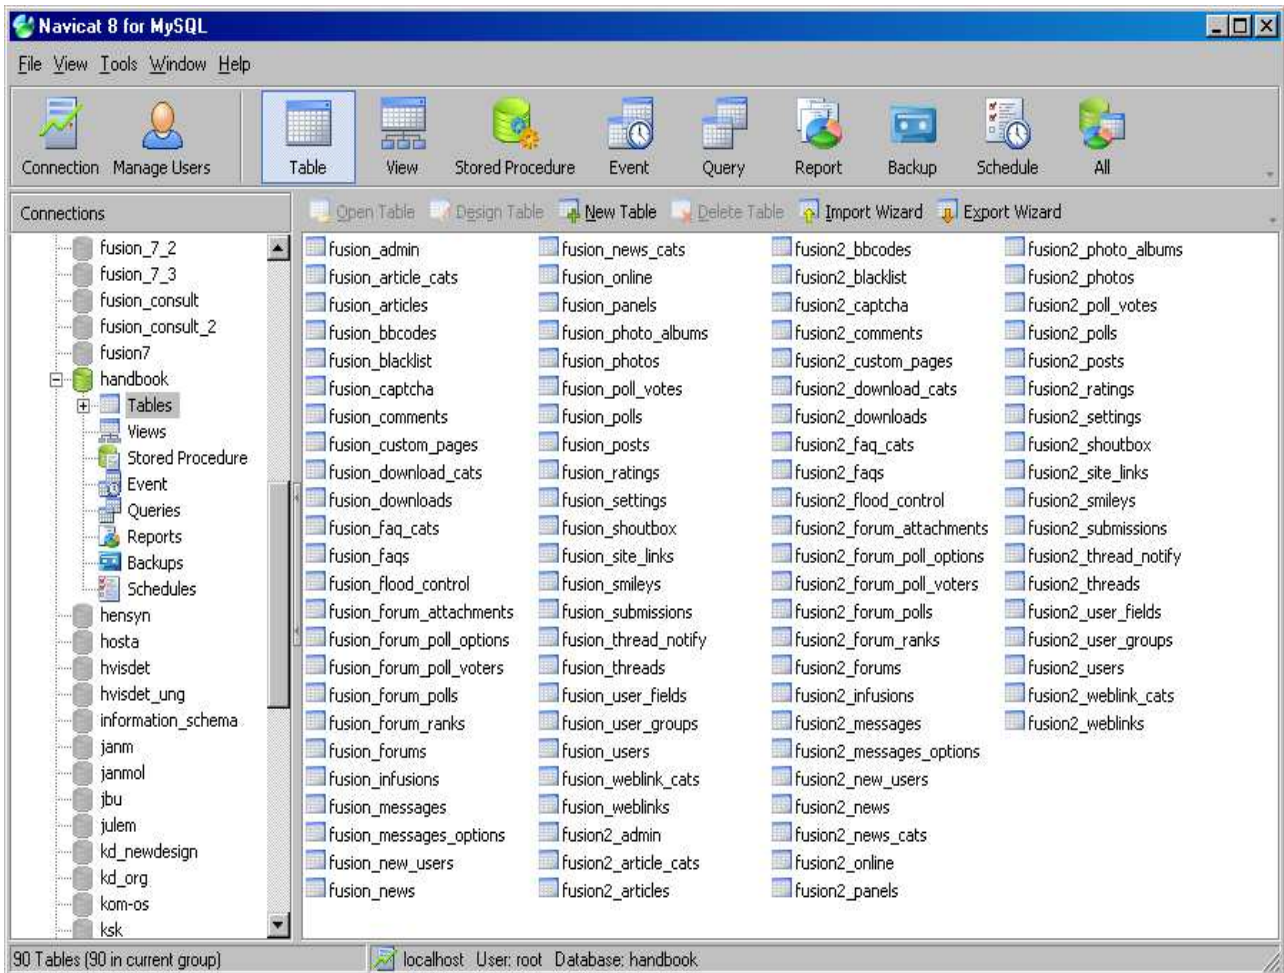 Navicat 8 for MySQL
File View Tools Window Help
Connection Manage Users Table View Stored Procedure Event Query Report Backup Schedule All
Connections
Open Table Design Table New Table Delete Table Import Wizard Export Wizard
fusion_7_2
fusion_7_3
fusion_consult
fusion_consult_2
fusion7
handbook
Tables
Views
Stored Procedure
Event
Queries
Reports
Backups
Schedules
hensyn
hosta
hvisdet
hvisdet_ung
information_schema
janm
janmol
jbu
julem
kd_newdesign
kd_org
kom-os
ksk
fusion_admin
fusion_article_cats
fusion_articles
fusion_bbcodes
fusion_blacklist
fusion_captcha
fusion_comments
fusion_custom_pages
fusion_download_cats
fusion_downloads
fusion_faq_cats
fusion_faqs
fusion_flood_control
fusion_forum_attachments
fusion_forum_poll_options
fusion_forum_poll_voters
fusion_forum_polls
fusion_forum_ranks
fusion_forums
fusion_infusions
fusion_messages
fusion_messages_options
fusion_new_users
fusion_news
fusion_news_cats
fusion_online
fusion_panels
fusion_photo_albums
fusion_photos
fusion_poll_votes
fusion_polls
fusion_posts
fusion_ratings
fusion_settings
fusion_shoutbox
fusion_site_links
fusion_smileys
fusion_submissions
fusion_thread_notify
fusion_threads
fusion_user_fields
fusion_user_groups
fusion_users
fusion_weblink_cats
fusion_weblinks
fusion2_admin
fusion2_article_cats
fusion2_articles
fusion2_bbcodes
fusion2_blacklist
fusion2_captcha
fusion2_comments
fusion2_custom_pages
fusion2_download_cats
fusion2_downloads
fusion2_faq_cats
fusion2_faqs
fusion2_flood_control
fusion2_forum_attachments
fusion2_forum_poll_options
fusion2_forum_poll_voters
fusion2_forum_polls
fusion2_forum_ranks
fusion2_forums
fusion2_infusions
fusion2_messages
fusion2_messages_options
fusion2_new_users
fusion2_news
fusion2_news_cats
fusion2_online
fusion2_panels
fusion2_photo_albums
fusion2_photos
fusion2_poll_votes
fusion2_polls
fusion2_posts
fusion2_ratings
fusion2_settings
fusion2_shoutbox
fusion2_site_links
fusion2_smileys
fusion2_submissions
fusion2_thread_notify
fusion2_threads
fusion2_user_fields
fusion2_user_groups
fusion2_users
fusion2_weblink_cats
fusion2_weblinks
90 Tables (90 in current group) localhost User: root Database: handbook